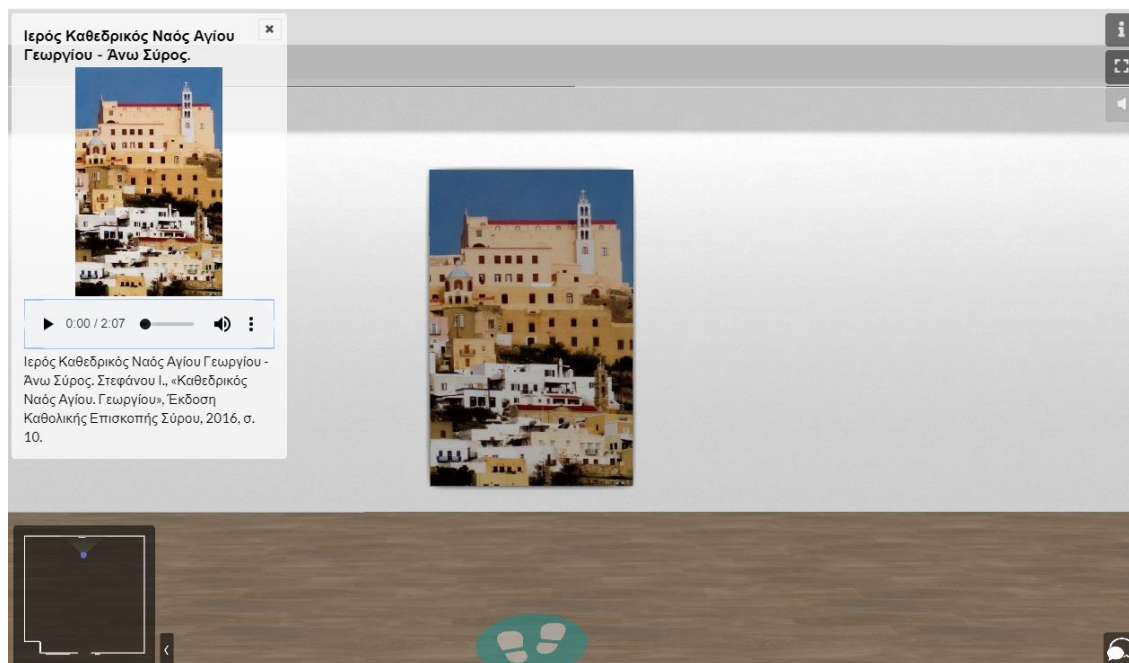 Ιερός Καθεδρικός Ναός Αγίου
Γεωργίου - Άνω Σύρος.
0:00 / 2:07
Ιερός Καθεδρικός Ναός Αγίου Γεωργίου -
Άνω Σύρος. Στεφάνου Ι., «Καθεδρικός
Ναός Αγίου. Γεωργίου», Έκδοση
Καθολικής Επισκοπής Σύρου, 2016, σ.
10.